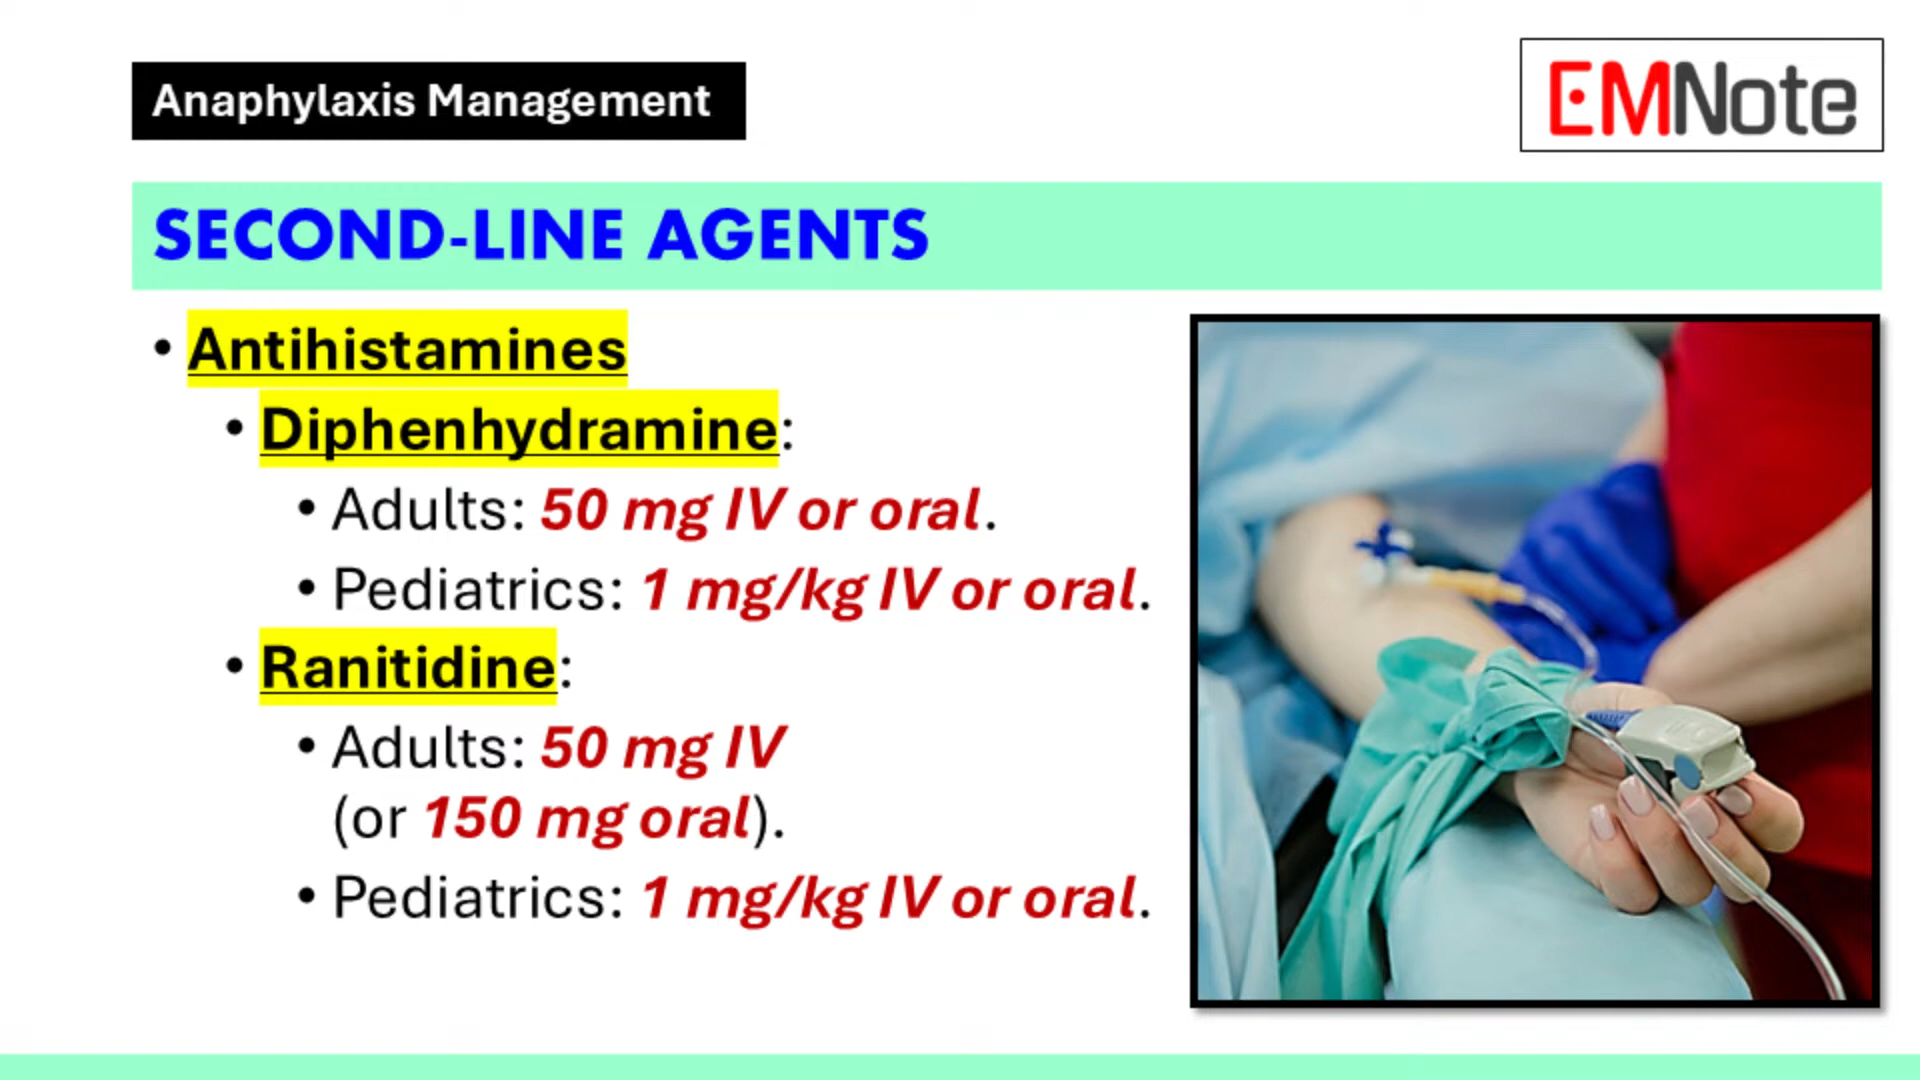 Anaphylaxis Management
EMNote
SECOND-LINE AGENTS
• Antihistamines
• Diphenhydramine:
• Adults: 50 mg IV or oral.
• Pediatrics: 1 mg/kg IV or oral.
• Ranitidine:
• Adults: 50 mg IV
(or 150 mg oral).
• Pediatrics: 1 mg/kg IV or oral.